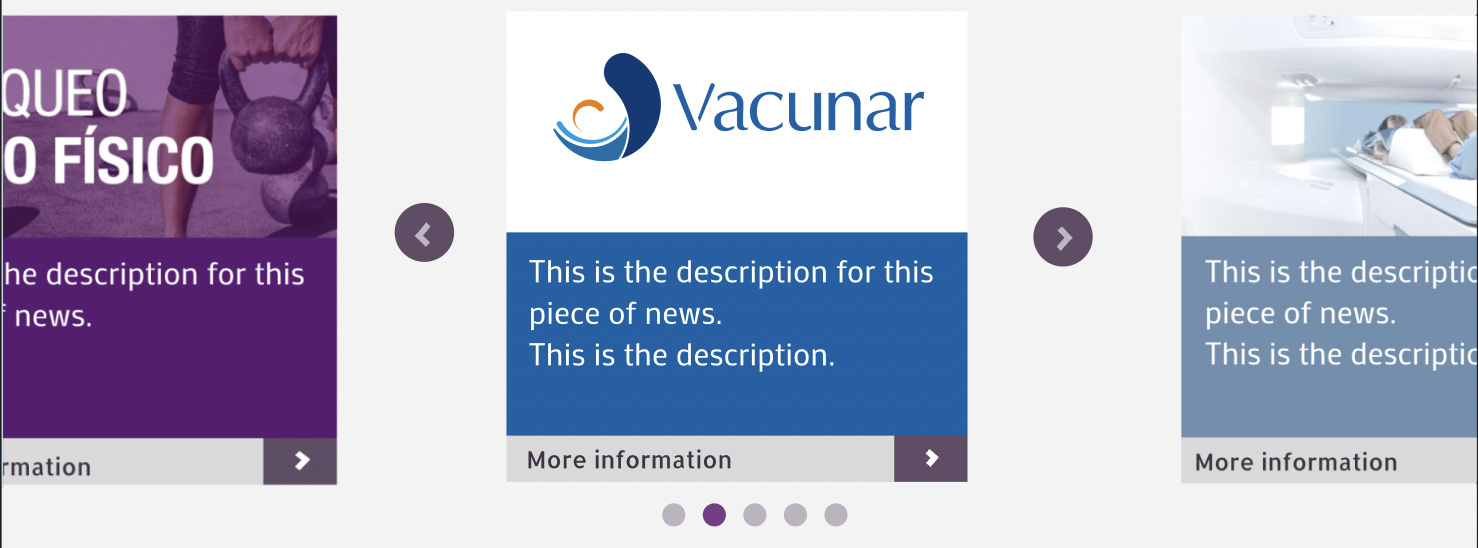 QUEO
O FÍSICO
he description for this
news.
rmation
Vacunar
This is the description for this
piece of news.
This is the description.
More information
This is the descriptio
piece of news.
This is the descriptio
More information